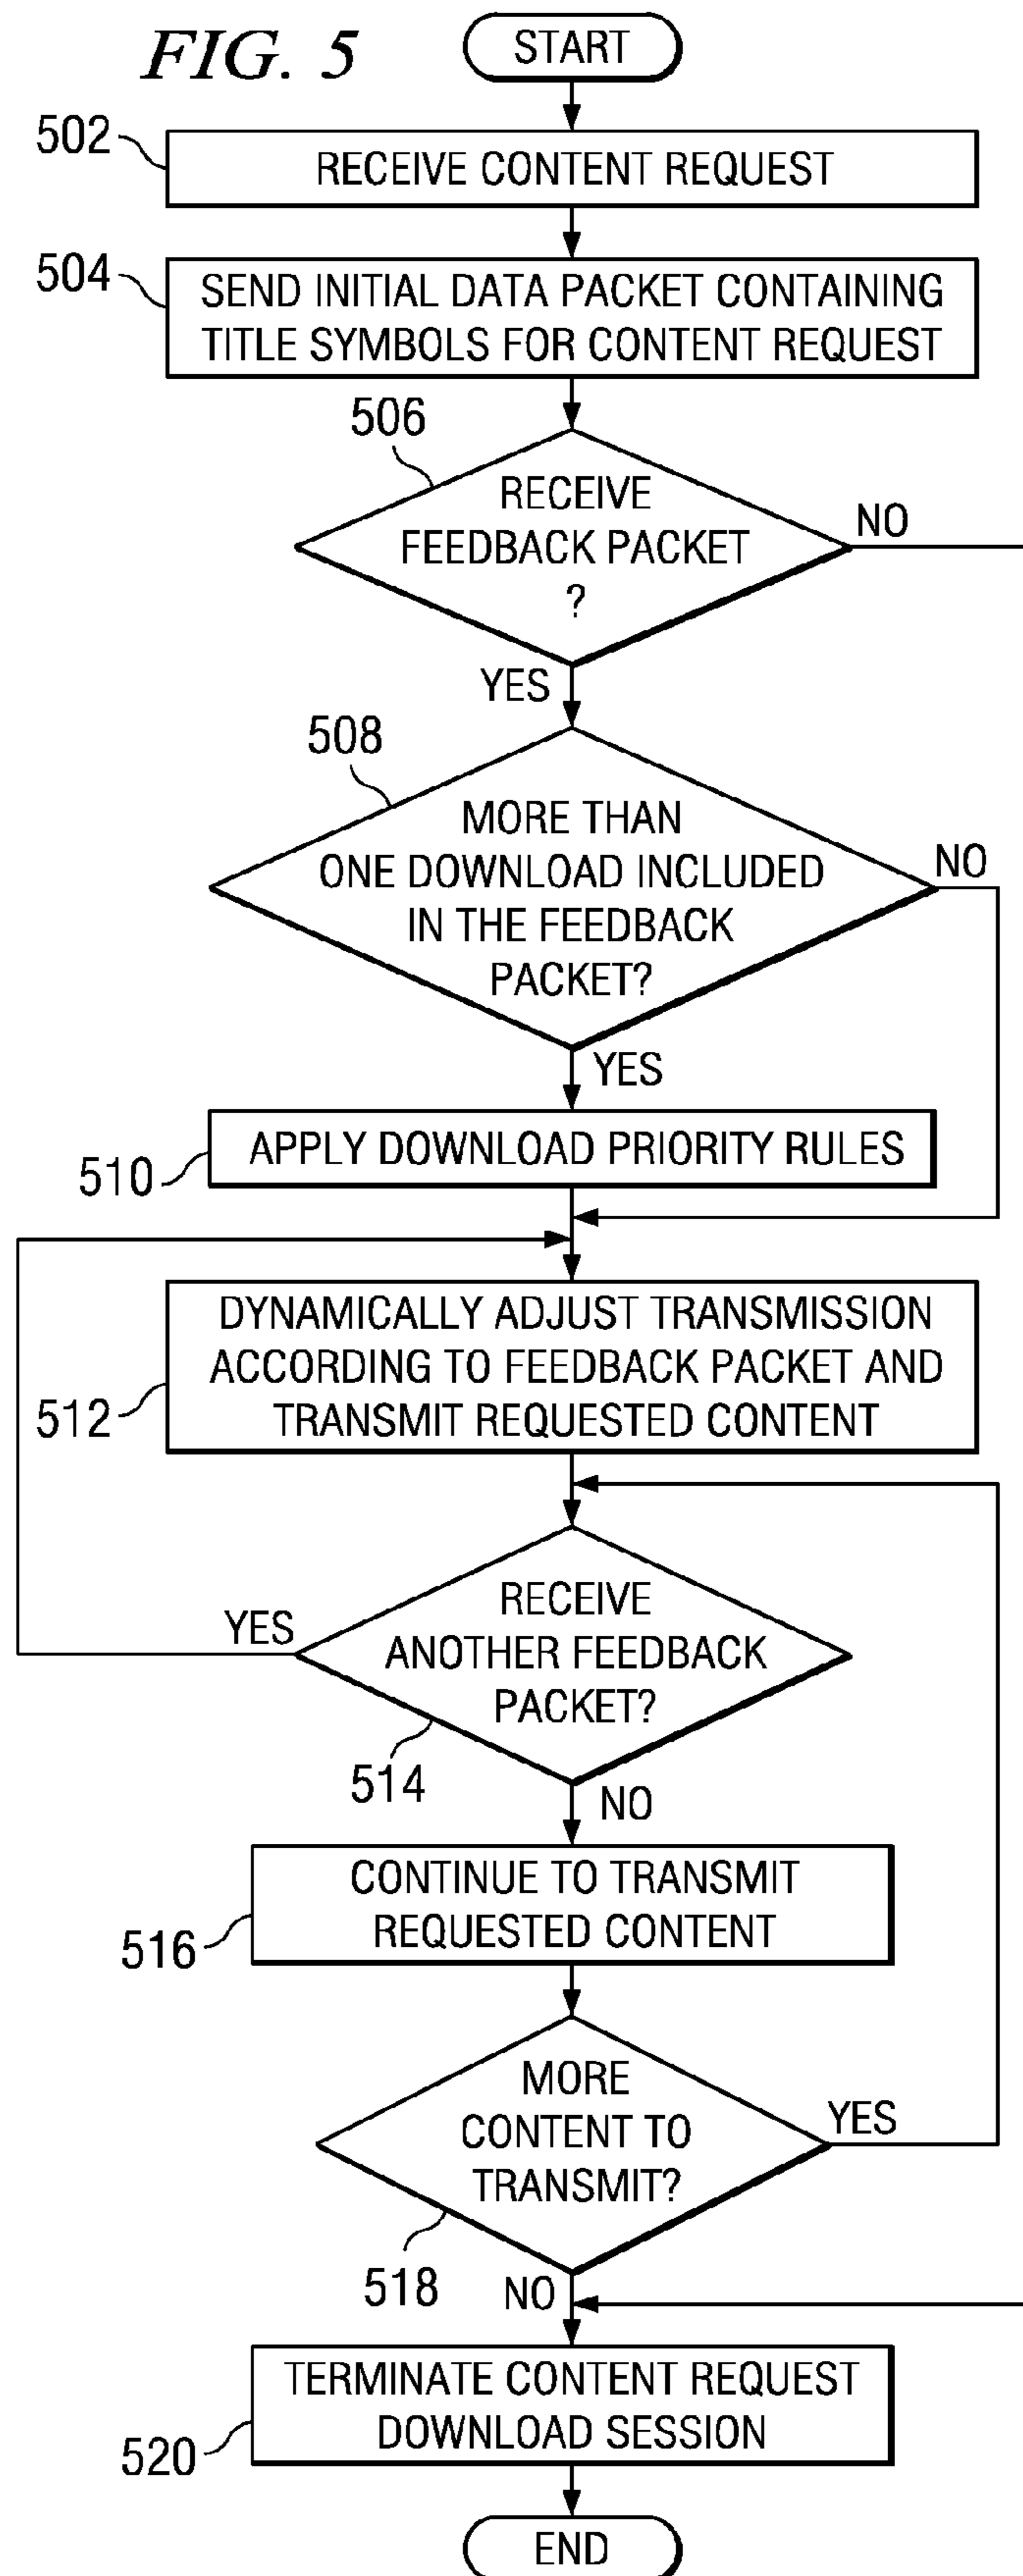 FIG. 5
START
502
RECEIVE CONTENT REQUEST
504
SEND INITIAL DATA PACKET CONTAINING
TITLE SYMBOLS FOR CONTENT REQUEST
506
RECEIVE
FEEDBACK PACKET
?
NO
YES
508
MORE THAN
ONE DOWNLOAD INCLUDED
IN THE FEEDBACK
PACKET?
NO
YES
510
APPLY DOWNLOAD PRIORITY RULES
512
DYNAMICALLY ADJUST TRANSMISSION
ACCORDING TO FEEDBACK PACKET AND
TRANSMIT REQUESTED CONTENT
YES
RECEIVE
ANOTHER FEEDBACK
PACKET?
514
NO
516
CONTINUE TO TRANSMIT
REQUESTED CONTENT
MORE
CONTENT TO
TRANSMIT?
YES
518
NO
520
TERMINATE CONTENT REQUEST
DOWNLOAD SESSION
END